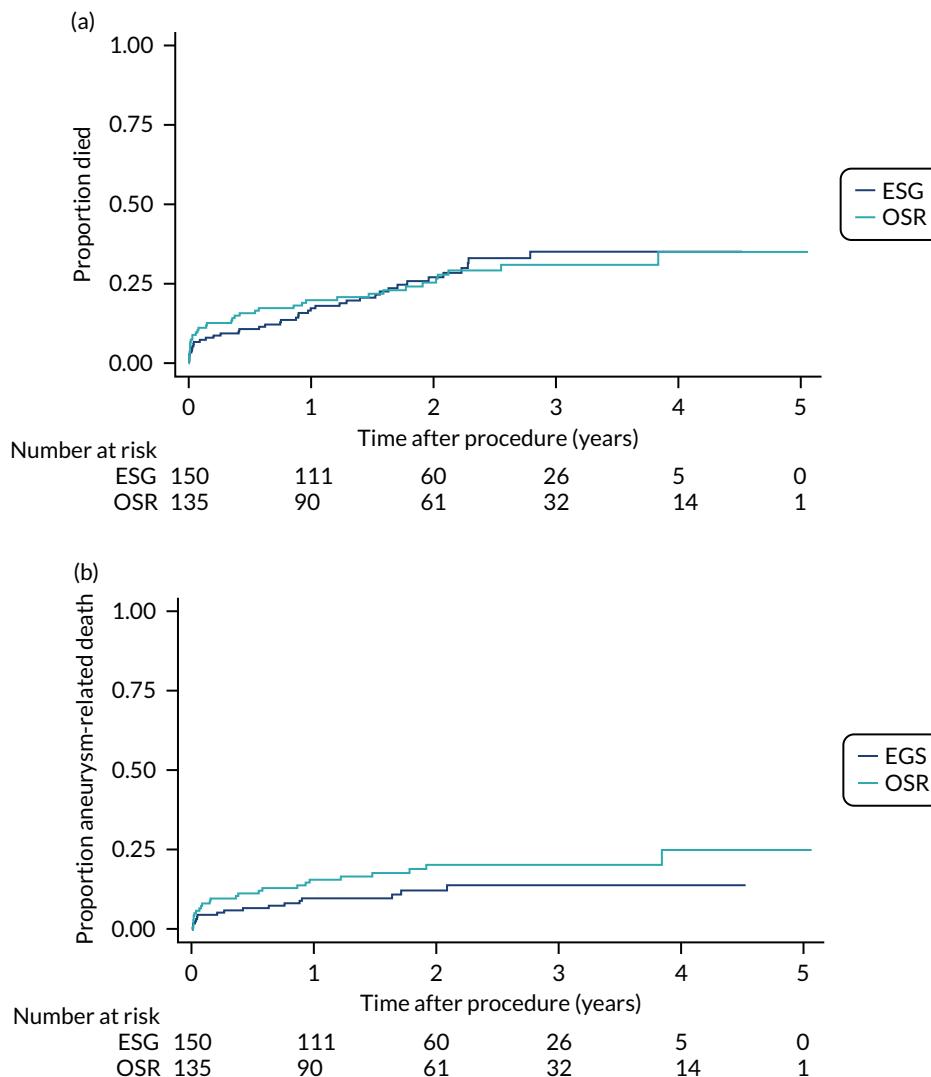 (a)
Proportion died
1.00
0.75
0.50
0.25
0.00
ESG
OSR
0 1 2 3 4 5
Time after procedure (years)
Number at risk
ESG 150 111 60 26 5 0
OSR 135 90 61 32 14 1
(b)
Proportion aneurysm-related death
1.00
0.75
0.50
0.25
0.00
EGS
OSR
0 1 2 3 4 5
Time after procedure (years)
Number at risk
ESG 150 111 60 26 5 0
OSR 135 90 61 32 14 1